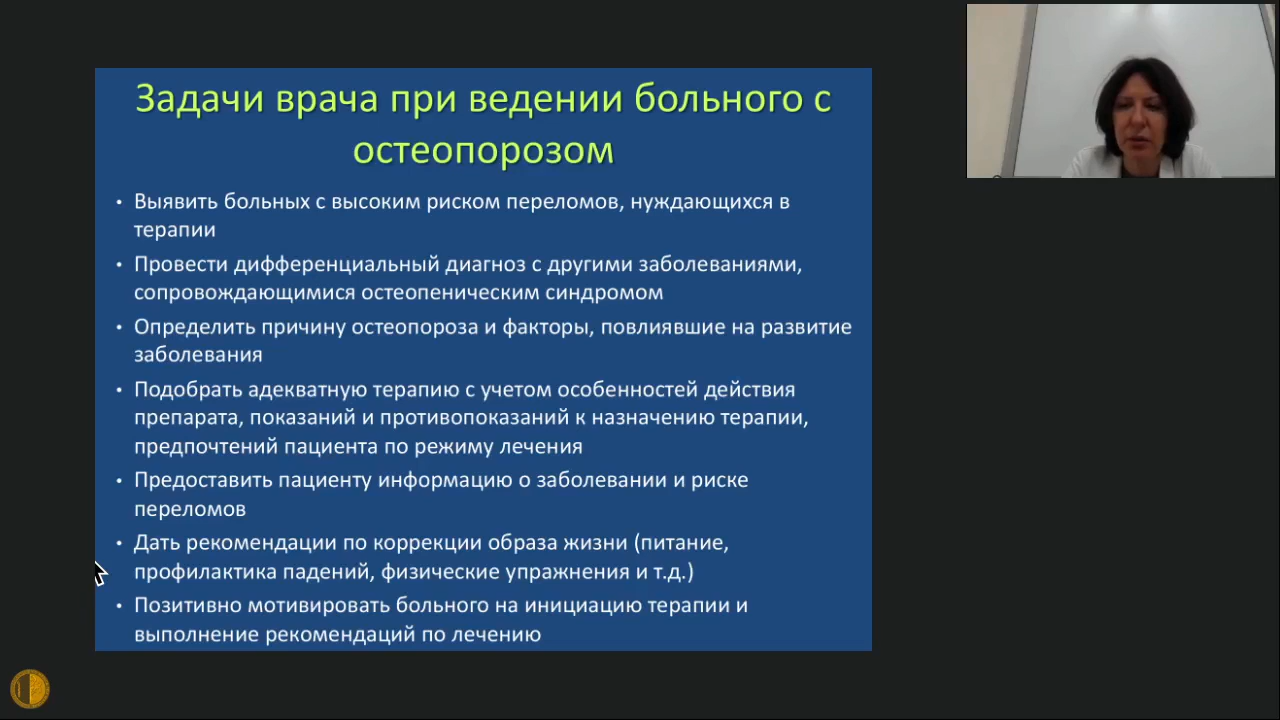 Задачи врача при ведении больного с
остеопорозом
• Выявить больных с высоким риском переломов, нуждающихся в
терапии
• Провести дифференциальный диагноз с другими заболеваниями,
сопровождающимися остеопеническим синдромом
• Определить причину остеопороза и факторы, повлиявшие на развитие
заболевания
• Подобрать адекватную терапию с учетом особенностей действия
препарата, показаний и противопоказаний к назначению терапии,
предпочтений пациента по режиму лечения
• Предоставить пациенту информацию о заболевании и риске
переломов
• Дать рекомендации по коррекции образа жизни (питание,
профилактика падений, физические упражнения и т.д.)
• Позитивно мотивировать больного на инициацию терапии и
выполнение рекомендаций по лечению